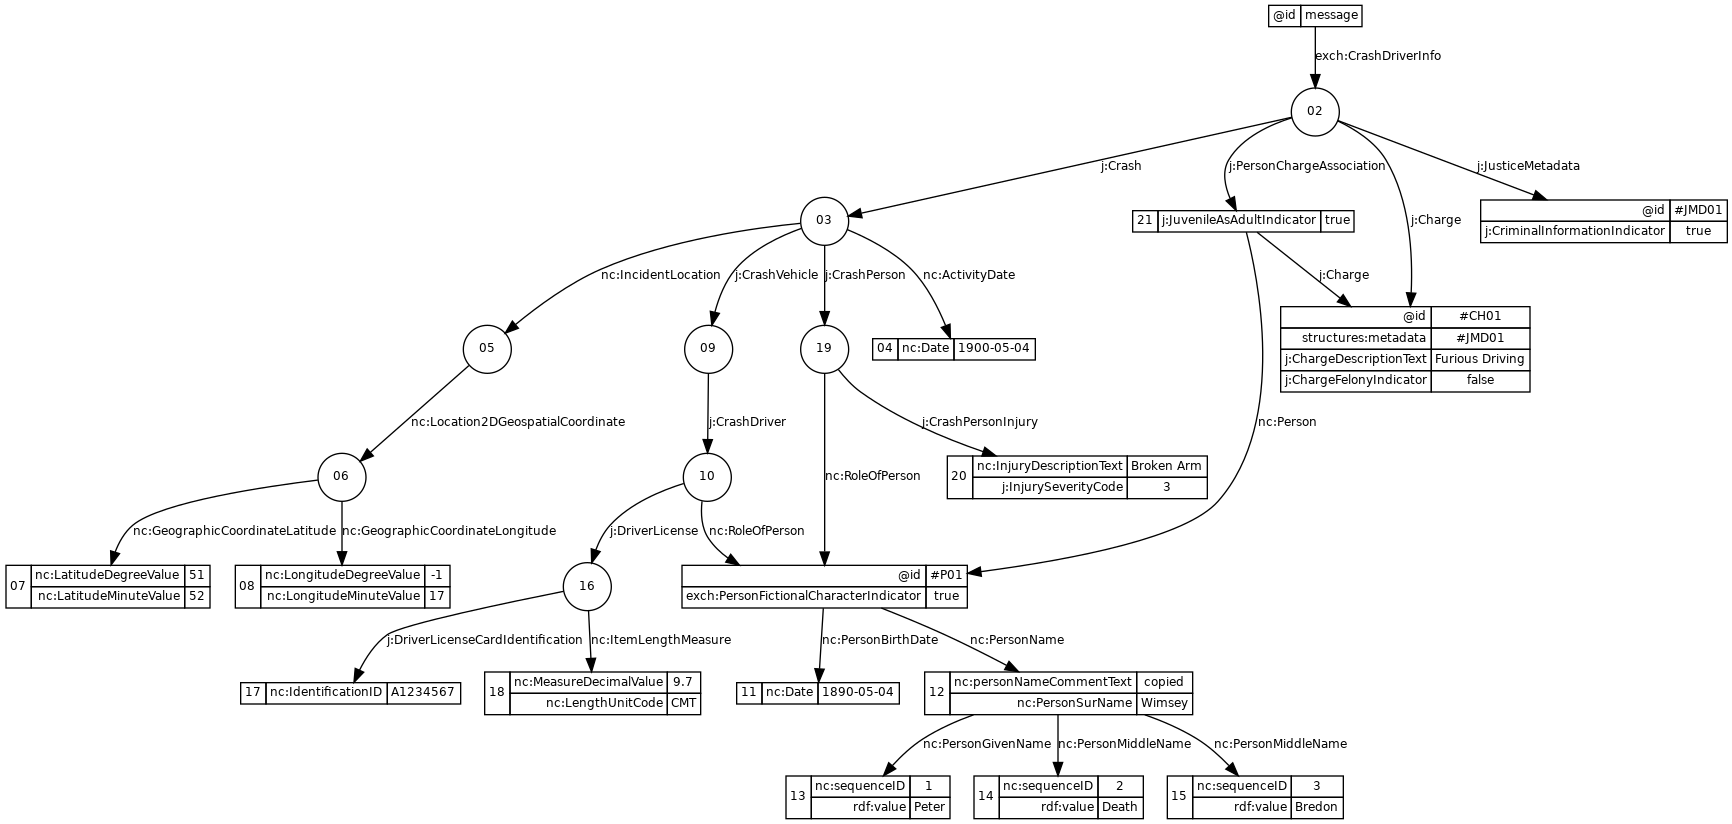 @id message
exch:CrashDriverInfo
02
j:Crash
j:PersonChargeAssociation
j:Charge
j:JusticeMetadata
03
21 j:JuvenileAsAdultIndicator true
@id #JMD01
j:CriminalInformationIndicator true
nc:IncidentLocation
j:CrashVehicle
j:CrashPerson
nc:ActivityDate
j:Charge
05
09
19
04 nc:Date 1900-05-04
@id #CH01
structures:metadata #JMD01
j:ChargeDescriptionText Furious Driving
j:ChargeFelonyIndicator false
nc:Location2DGeospatialCoordinate
j:CrashDriver
j:CrashPersonInjury
nc:Person
06
10
nc:RoleOfPerson
20
nc:InjuryDescriptionText Broken Arm
j:InjurySeverityCode 3
nc:GeographicCoordinateLatitude
nc:GeographicCoordinateLongitude
j:DriverLicense
nc:RoleOfPerson
07
nc:LatitudeDegreeValue 51
nc:LatitudeMinuteValue 52
08
nc:LongitudeDegreeValue -1
nc:LongitudeMinuteValue 17
16
@id #P01
exch:PersonFictionalCharacterIndicator true
j:DriverLicenseCardIdentification
nc:ItemLengthMeasure
nc:PersonBirthDate
nc:PersonName
17 nc:IdentificationID A1234567
18
nc:MeasureDecimalValue 9.7
nc:LengthUnitCode CMT
11 nc:Date 1890-05-04
12
nc:personNameCommentText copied
nc:PersonSurName Wimsey
nc:PersonGivenName
nc:PersonMiddleName
nc:PersonMiddleName
13
nc:sequenceID 1
rdf:value Peter
14
nc:sequenceID 2
rdf:value Death
15
nc:sequenceID 3
rdf:value Bredon